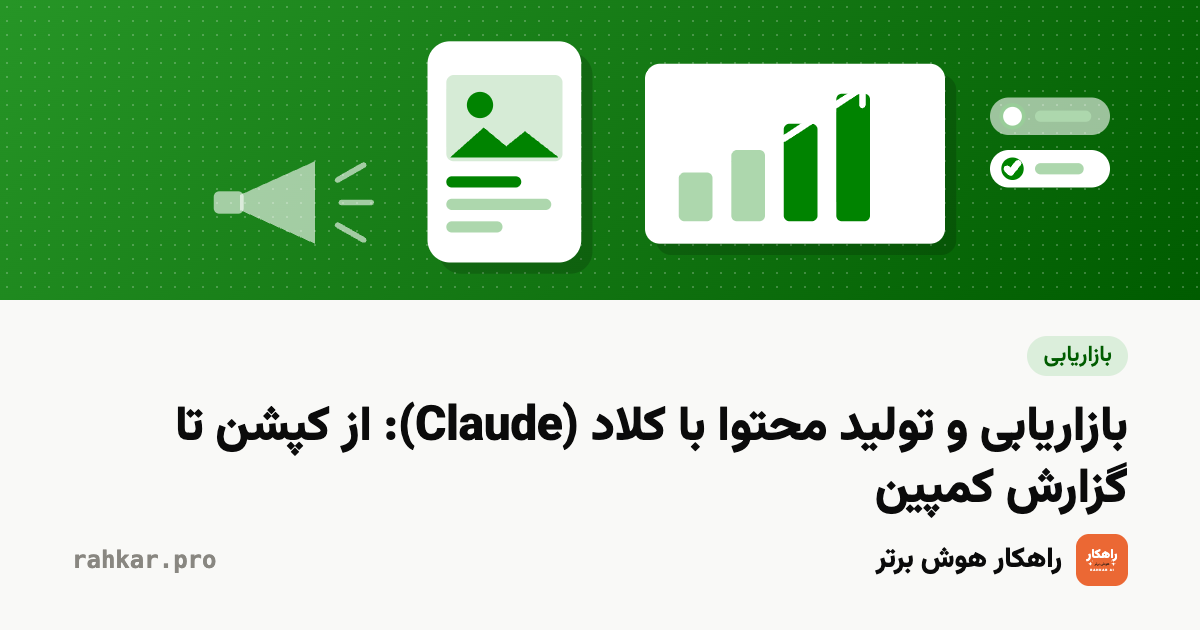 بازاریابی
بازاریابی و تولید محتوا با کلاد (Claude): از کپشن تا
گزارش کمپین
راهکار
راهکار هوش برتر
rahkar.pro